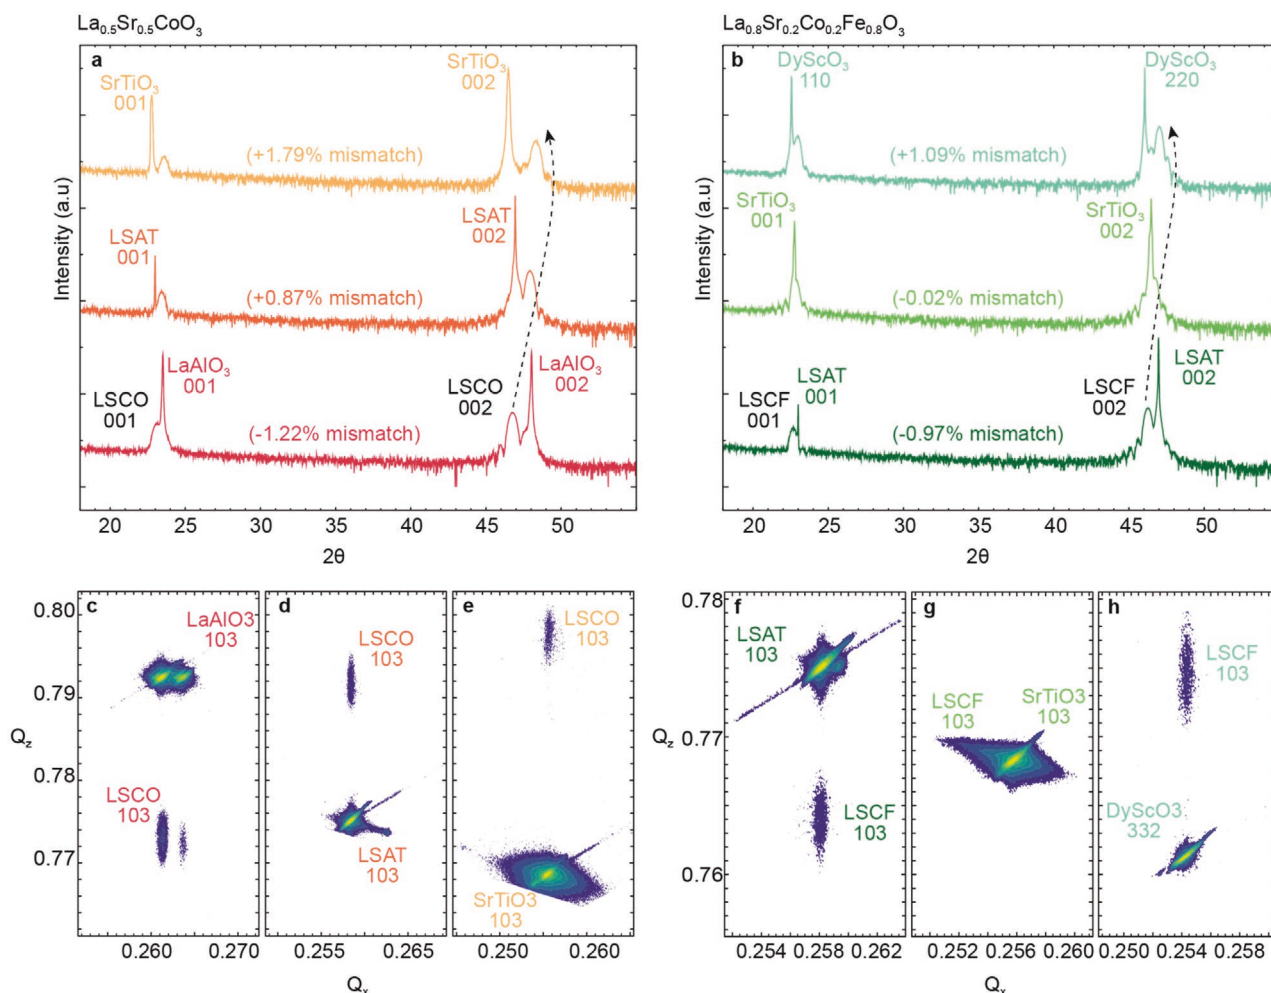 La₀.₅Sr₀.₅CoO₃
a
SrTiO₃
001
SrTiO₃
002
(+1.79% mismatch)
LSAT
001
LSAT
002
(+0.87% mismatch)
LSCO
001
LaAlO₃
001
LSCO
002
LaAlO₃
002
(-1.22% mismatch)
Intensity (a.u)
20 25 30 35 40 45 50
2θ
La₀.₈Sr₀.₂Co₀.₂Fe₀.₈O₃
b
DyScO₃
110
DyScO₃
220
(+1.09% mismatch)
SrTiO₃
001
SrTiO₃
002
(-0.02% mismatch)
LSCF
001
LSAT
001
LSCF
002
LSAT
002
(-0.97% mismatch)
Intensity (a.u)
20 25 30 35 40 45 50
2θ
c
LaAlO3
103
LSCO
103
d
LSCO
103
LSAT
103
e
LSCO
103
SrTiO3
103
0.80
0.79
Qz
0.78
0.77
0.260 0.270
0.255 0.265
0.250 0.260
Qx
f
LSAT
103
LSCF
103
g
LSCF
103
SrTiO3
103
h
LSCF
103
DyScO3
332
0.78
Qz
0.77
0.76
0.254 0.258 0.262
0.252 0.256 0.260
0.250 0.254 0.258
Qx